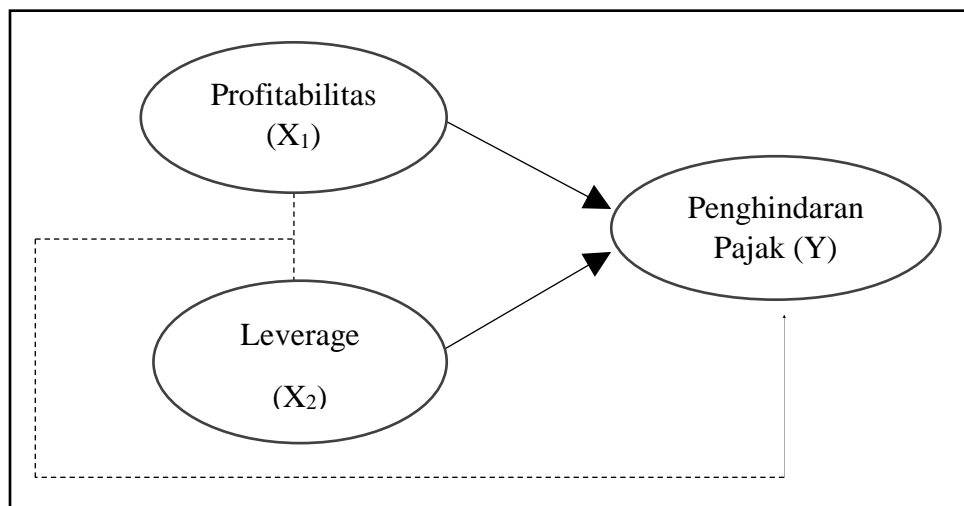 Profitabilitas
(X₁)
Penghindaran
Pajak (Y)
Leverage
(X₂)